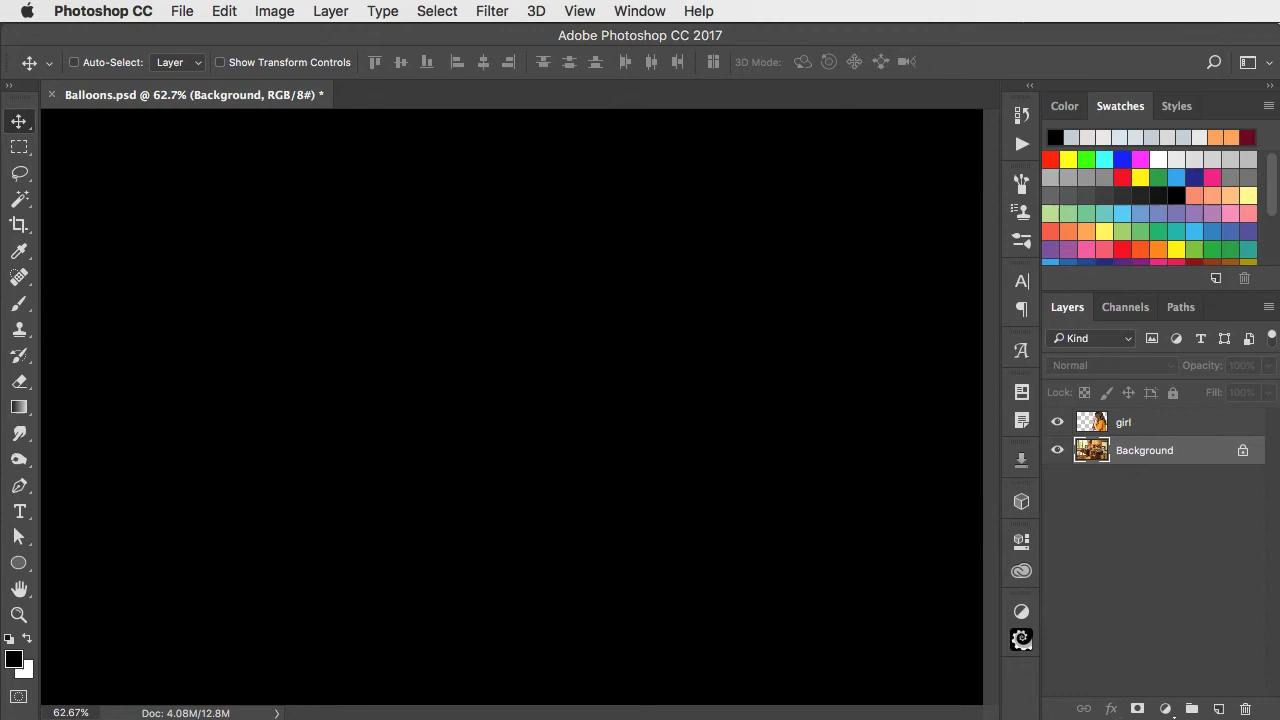 Photoshop CC File Edit Image Layer Type Select Filter 3D View Window Help
Adobe Photoshop CC 2017
Auto-Select: Layer Show Transform Controls 3D Mode:
Balloons.psd @ 62.7% (Background, RGB/8#) *
Color Swatches Styles
Layers Channels Paths
Kind
Normal Opacity: 100%
Lock: Fill: 100%
girl
Background
62.67% Doc: 4.08M/12.8M